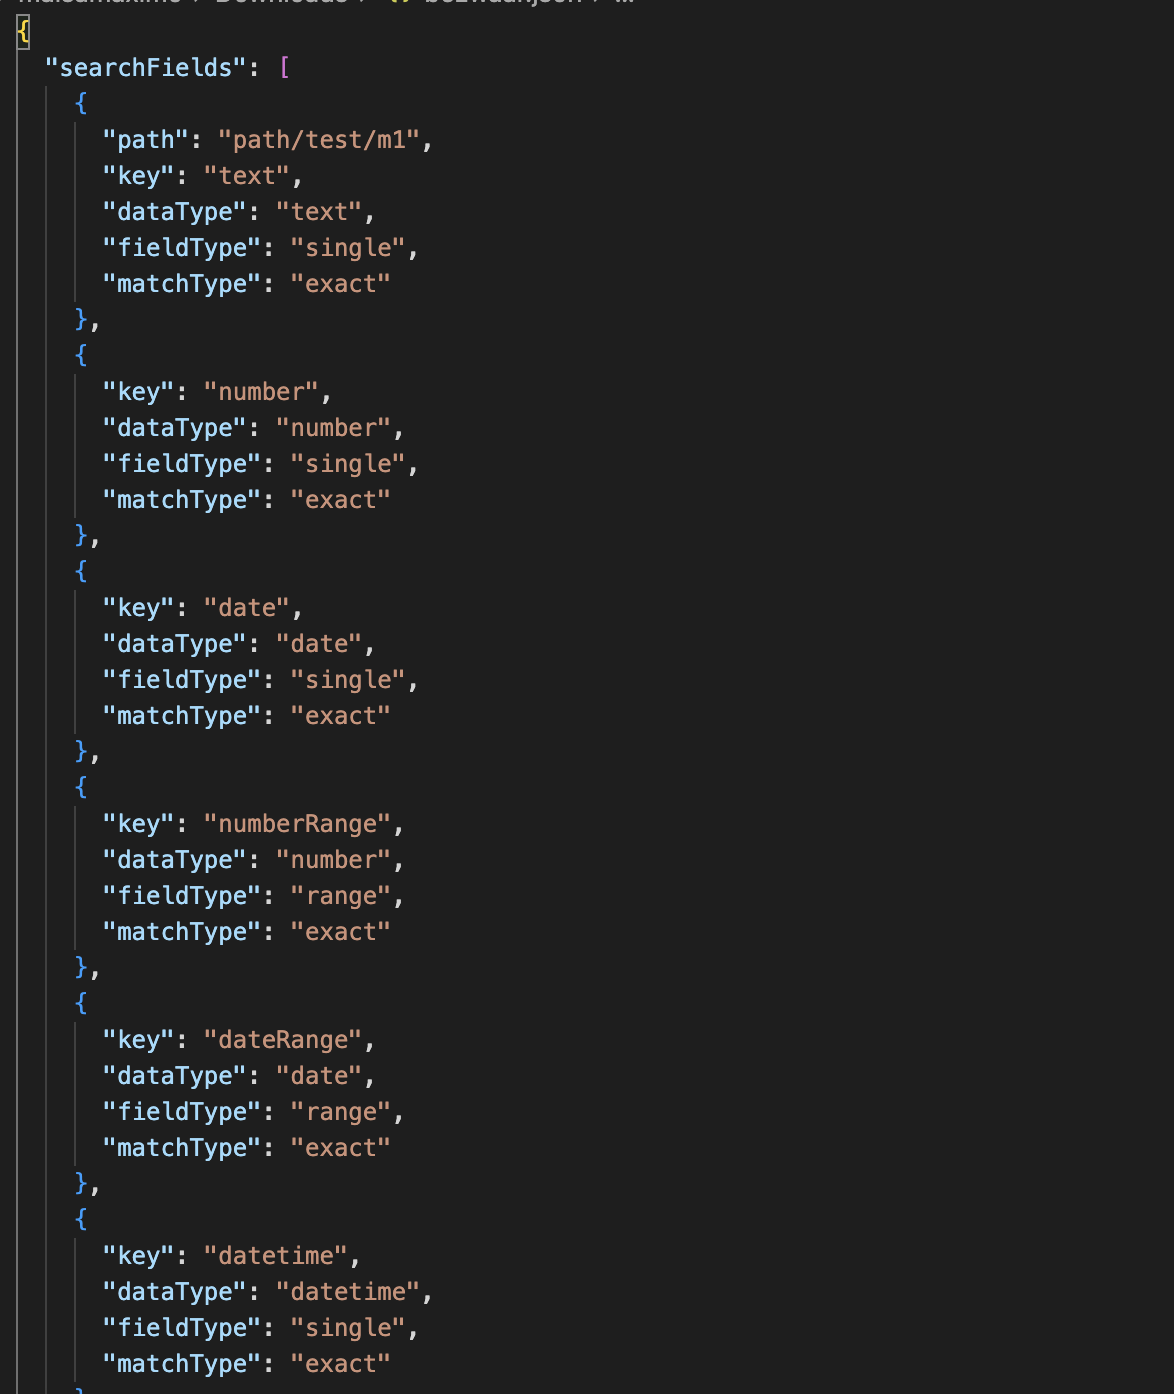 {
"searchFields": [
{
"path": "path/test/m1",
"key": "text",
"dataType": "text",
"fieldType": "single",
"matchType": "exact"
},
{
"key": "number",
"dataType": "number",
"fieldType": "single",
"matchType": "exact"
},
{
"key": "date",
"dataType": "date",
"fieldType": "single",
"matchType": "exact"
},
{
"key": "numberRange",
"dataType": "number",
"fieldType": "range",
"matchType": "exact"
},
{
"key": "dateRange",
"dataType": "date",
"fieldType": "range",
"matchType": "exact"
},
{
"key": "datetime",
"dataType": "datetime",
"fieldType": "single",
"matchType": "exact"
}